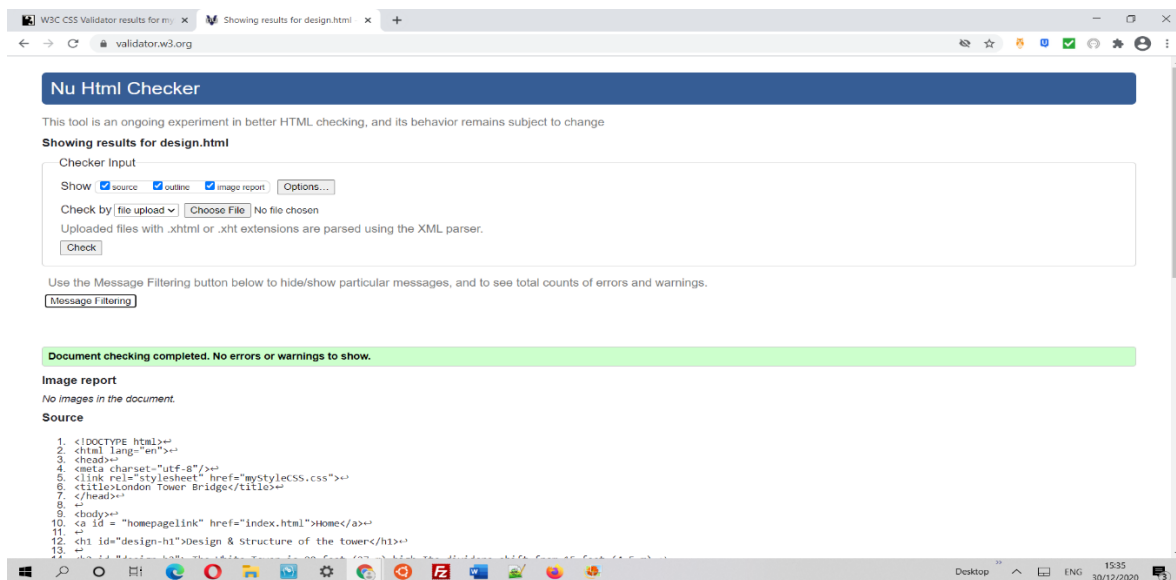 W3C CSS Validator results for my
Showing results for design.html
validator.w3.org
Nu Html Checker
This tool is an ongoing experiment in better HTML checking, and its behavior remains subject to change
Showing results for design.html
Checker Input
Show source outline image report Options...
Check by file upload Choose File No file chosen
Uploaded files with .xhtml or .xht extensions are parsed using the XML parser.
Check
Use the Message Filtering button below to hide/show particular messages, and to see total counts of errors and warnings.
Message Filtering
Document checking completed. No errors or warnings to show.
Image report
No images in the document.
Source
1. <!DOCTYPE html>↩
2. <html lang="en">↩
3. <head>↩
4. <meta charset="utf-8"/>↩
5. <link rel="stylesheet" href="myStyleCSS.css">↩
6. <title>London Tower Bridge</title>↩
7. </head>↩
8. ↩
9. <body>↩
10. <a id = "homepagelink" href="index.html">Home</a>↩
11. ↩
12. <h1 id="design-h1">Design & Structure of the tower</h1>↩
13. ↩
Desktop ENG 15:35
30/12/2020